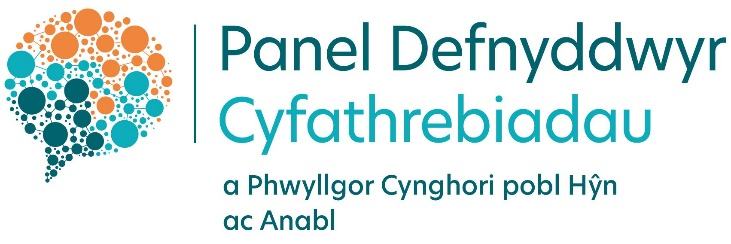 Panel Defnyddwyr
Cyfathrebiadau
a Phwyllgor Cynghori pobl Hŷn
ac Anabl